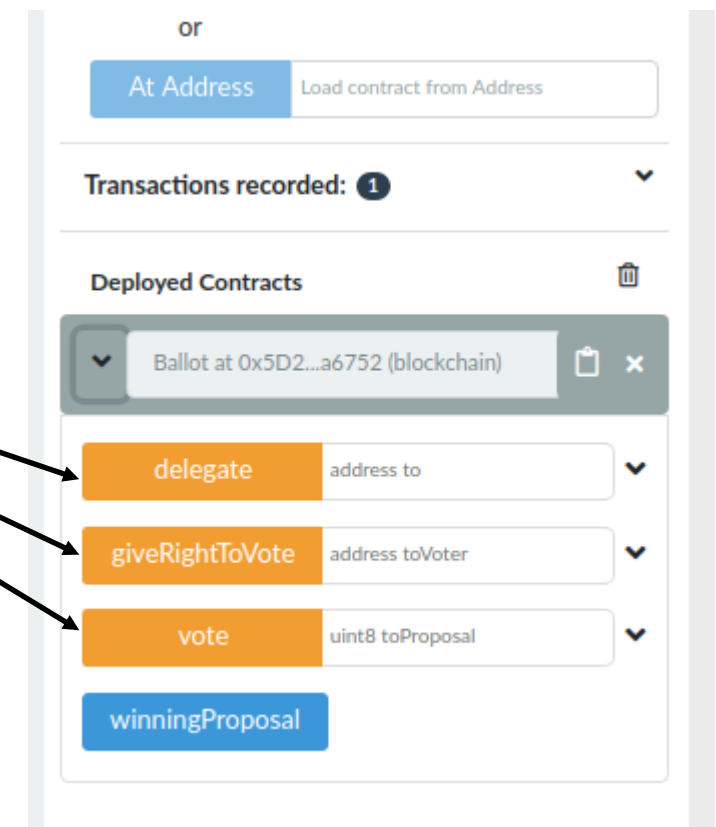 or
At Address Load contract from Address
Transactions recorded: 1
Deployed Contracts
Ballot at 0x5D2...a6752 (blockchain)
delegate address to
giveRightToVote address toVoter
vote uint8 toProposal
winningProposal